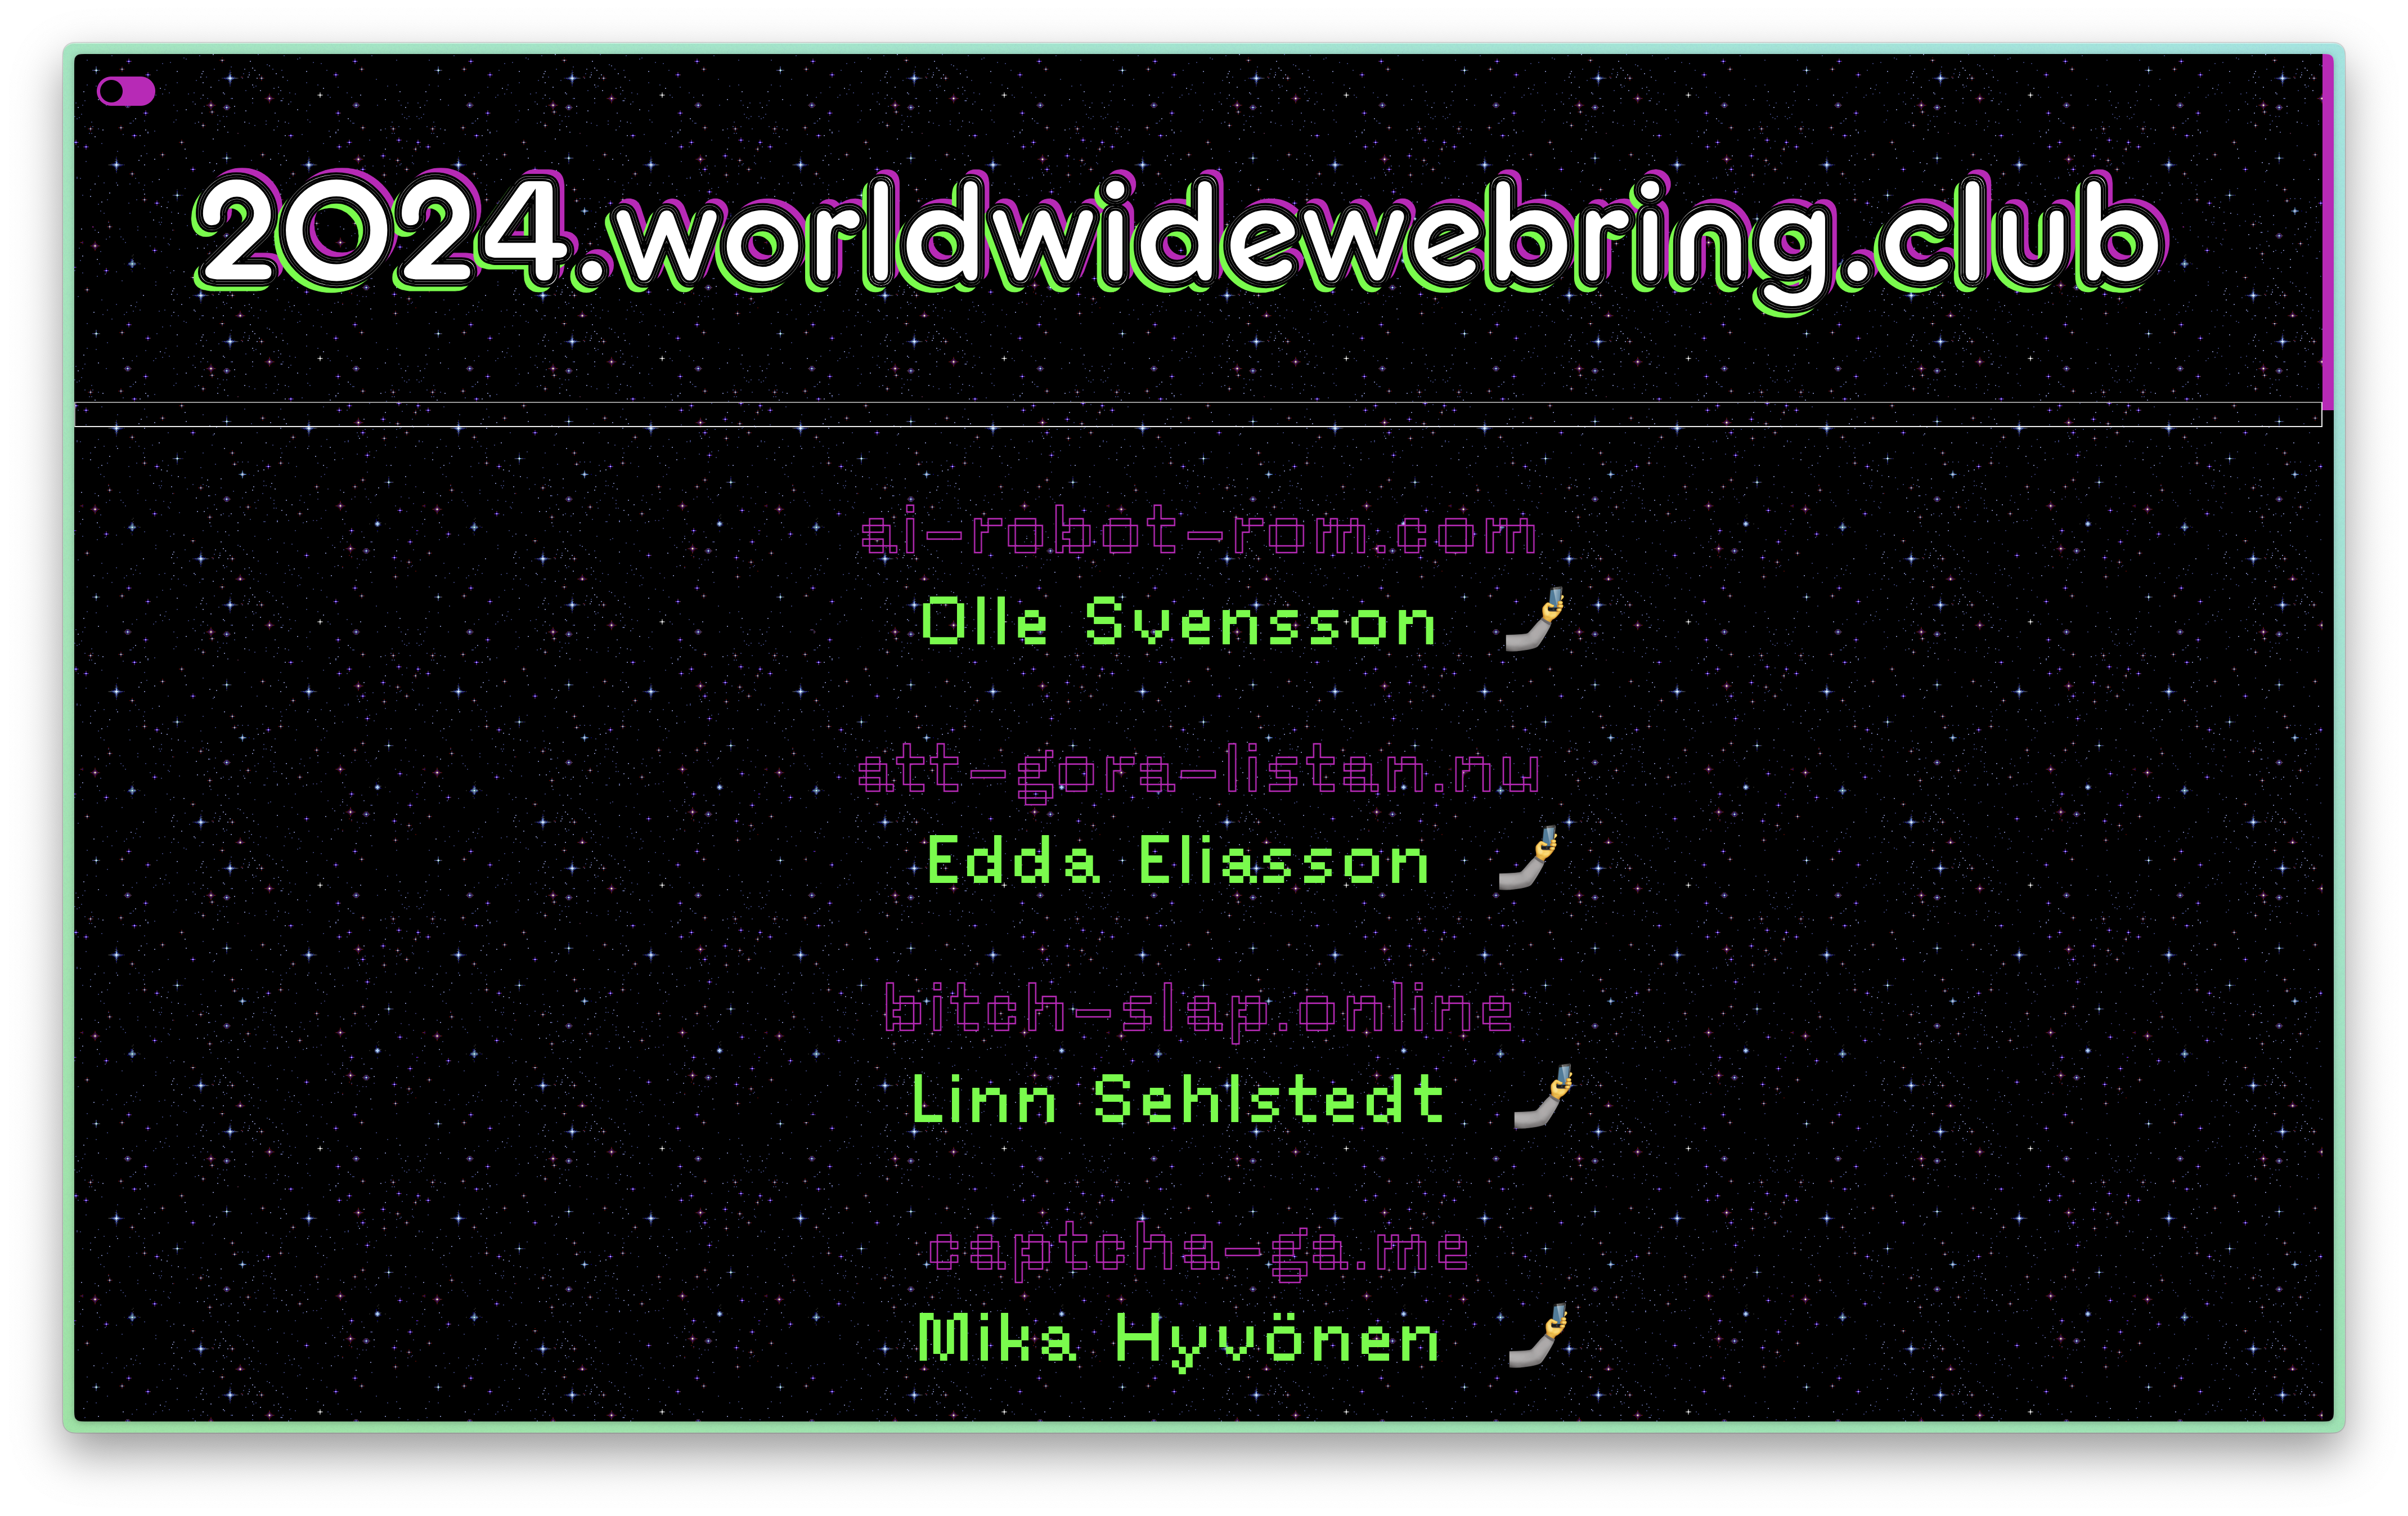 2024.worldwidewebring.club
ai-robot-rom.com
Olle Svensson 🤳
att-gora-listan.nu
Edda Eliasson 🤳
bitch-slap.online
Linn Sehlstedt 🤳
captcha-ga.me
Mika Hyvönen 🤳